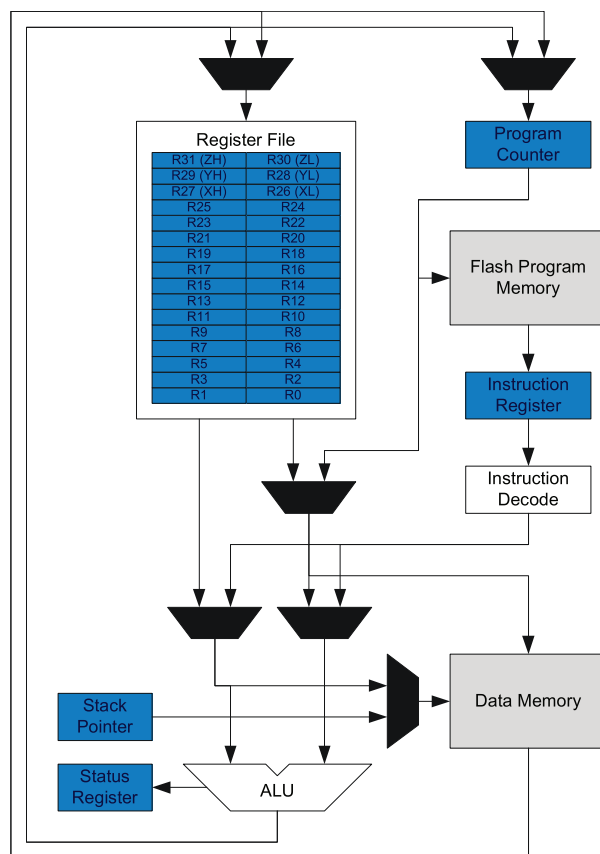 Register File
R31 (ZH) R30 (ZL)
R29 (YH) R28 (YL)
R27 (XH) R26 (XL)
R25 R24
R23 R22
R21 R20
R19 R18
R17 R16
R15 R14
R13 R12
R11 R10
R9 R8
R7 R6
R5 R4
R3 R2
R1 R0
Program
Counter
Flash Program
Memory
Instruction
Register
Instruction
Decode
Data Memory
Stack
Pointer
Status
Register
ALU